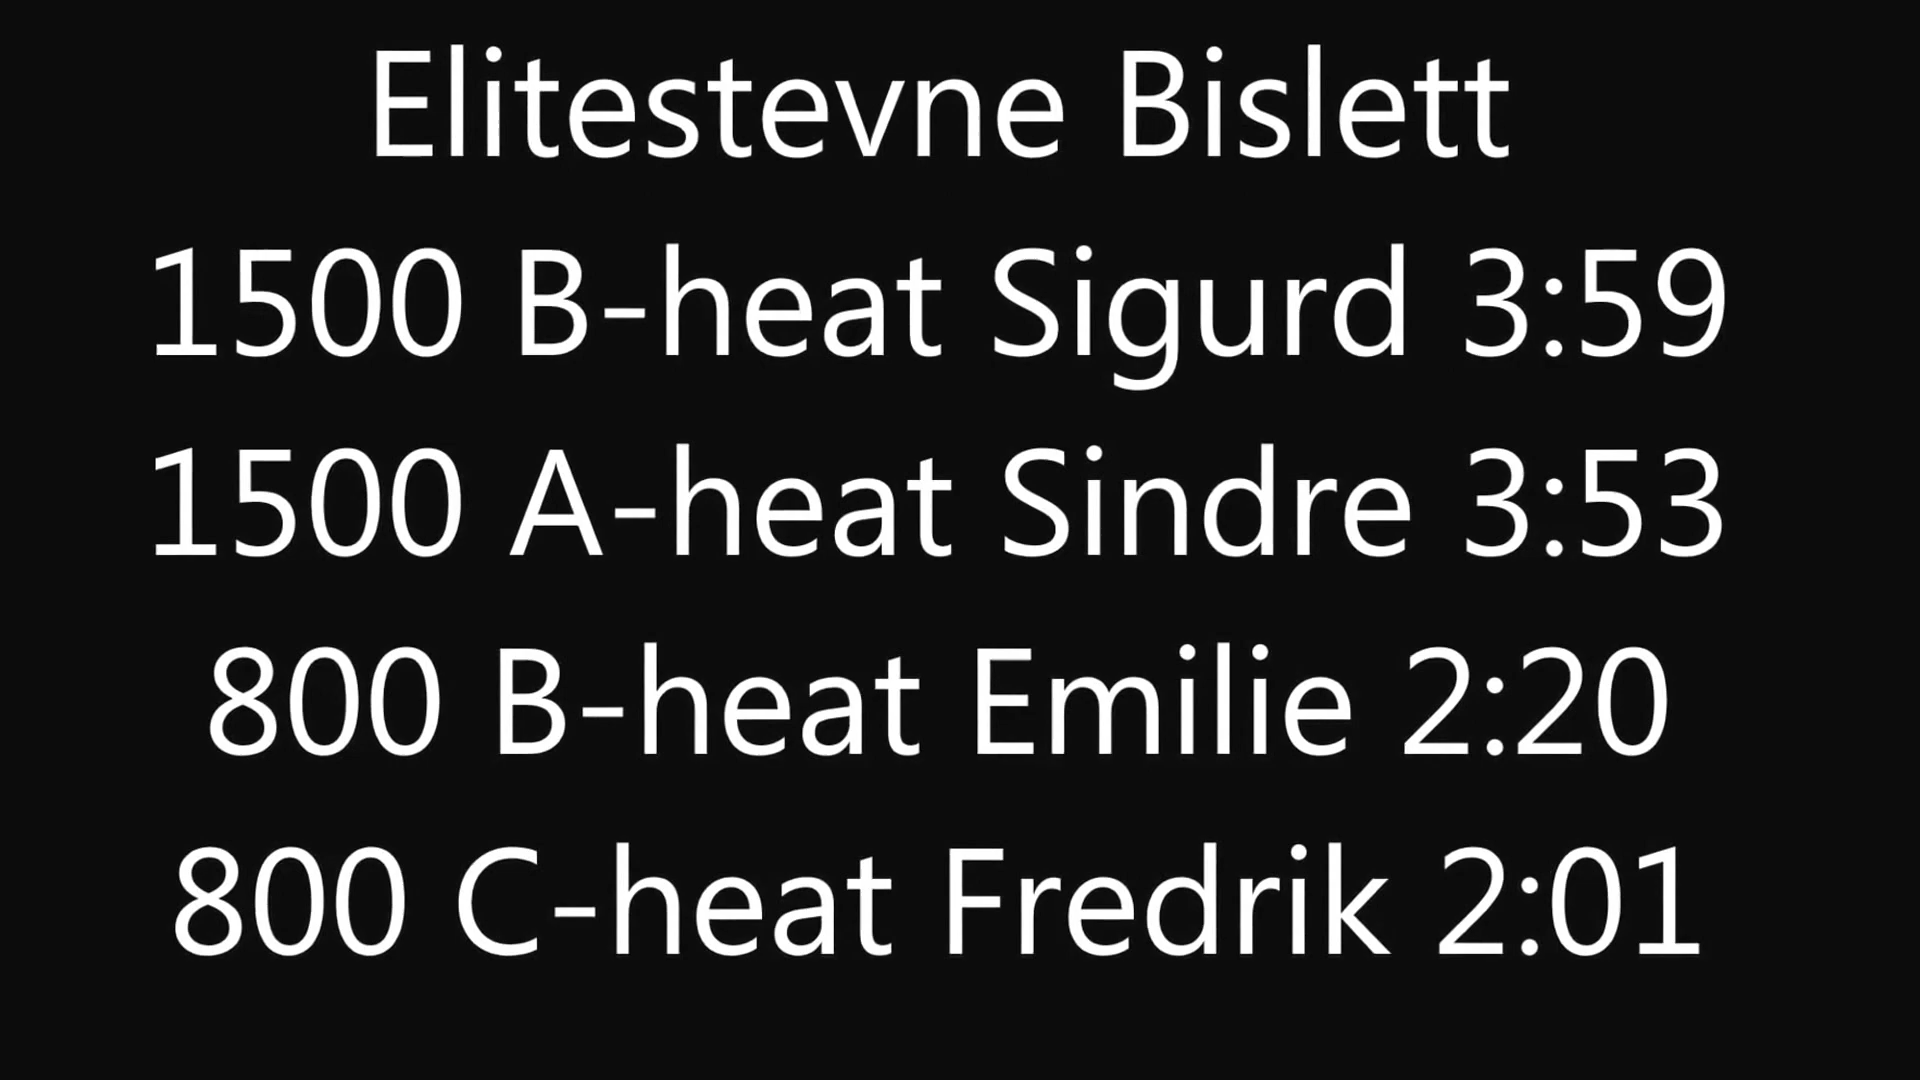 Elitestevne Bislett
1500 B-heat Sigurd 3:59
1500 A-heat Sindre 3:53
800 B-heat Emilie 2:20
800 C-heat Fredrik 2:01